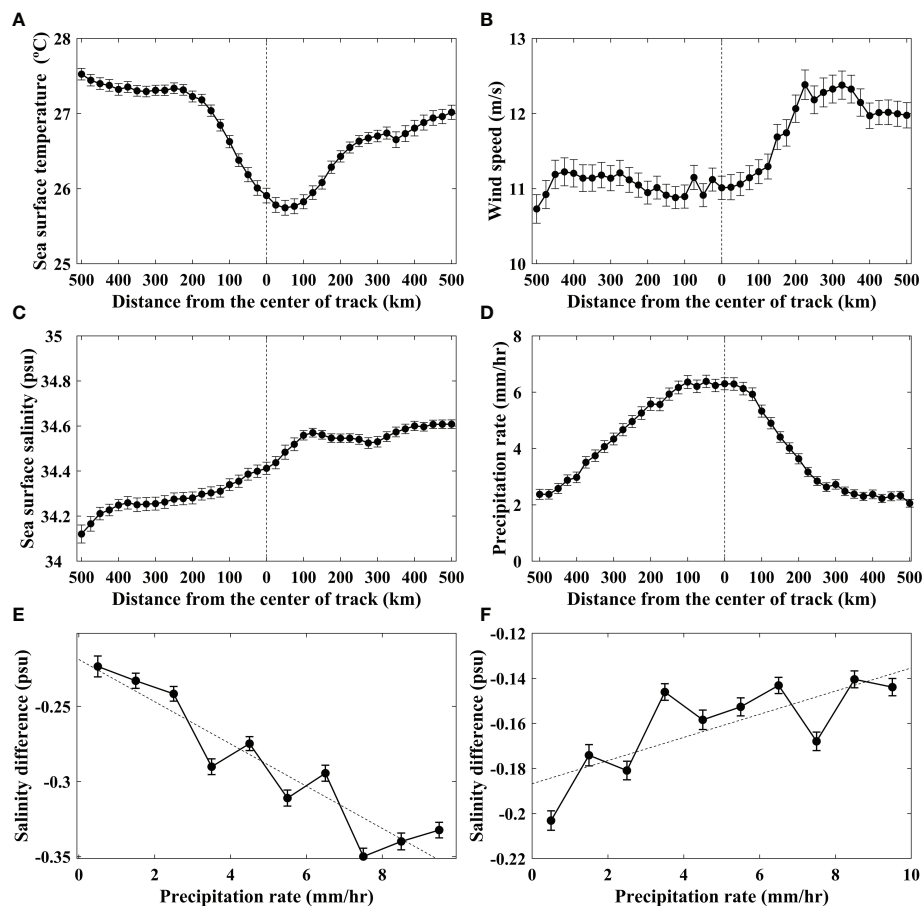 A
Sea surface temperature (ºC)
28
27
26
25
500 400 300 200 100 0 100 200 300 400 500
Distance from the center of track (km)
B
Wind speed (m/s)
13
12
11
10
500 400 300 200 100 0 100 200 300 400 500
Distance from the center of track (km)
C
Sea surface salinity (psu)
35
34.8
34.6
34.4
34.2
34
500 400 300 200 100 0 100 200 300 400 500
Distance from the center of track (km)
D
Precipitation rate (mm/hr)
8
6
4
2
0
500 400 300 200 100 0 100 200 300 400 500
Distance from the center of track (km)
E
Salinity difference (psu)
-0.25
-0.3
-0.35
0 2 4 6 8
Precipitation rate (mm/hr)
F
Salinity difference (psu)
-0.12
-0.14
-0.16
-0.18
-0.2
-0.22
0 2 4 6 8 10
Precipitation rate (mm/hr)